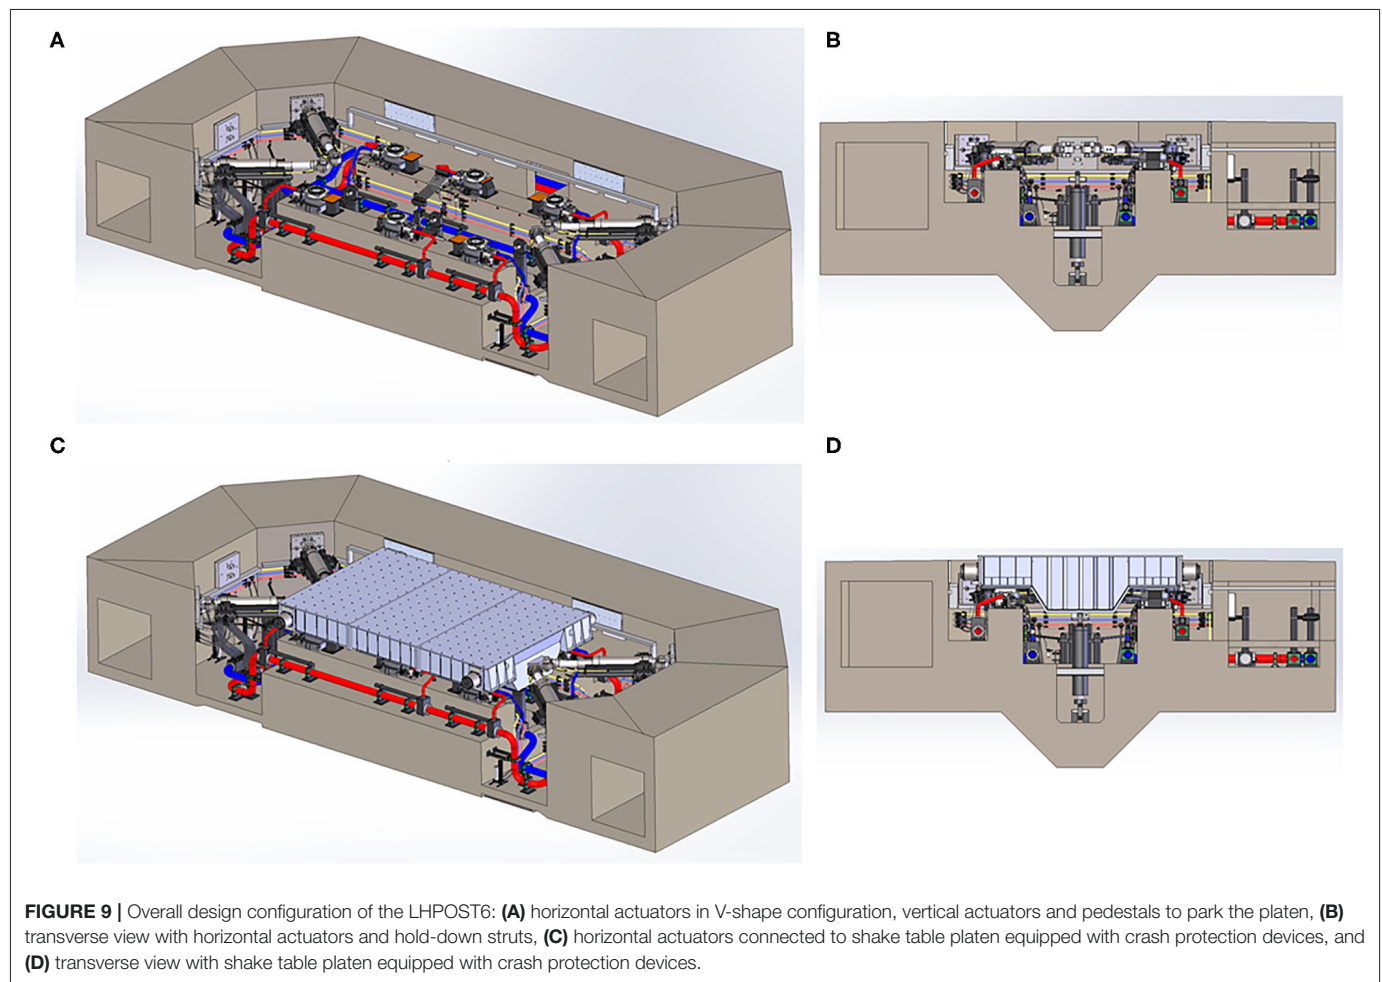 A
B
C
D
FIGURE 9 | Overall design configuration of the LHPOST6: (A) horizontal actuators in V-shape configuration, vertical actuators and pedestals to park the platen, (B)
transverse view with horizontal actuators and hold-down struts, (C) horizontal actuators connected to shake table platen equipped with crash protection devices, and
(D) transverse view with shake table platen equipped with crash protection devices.